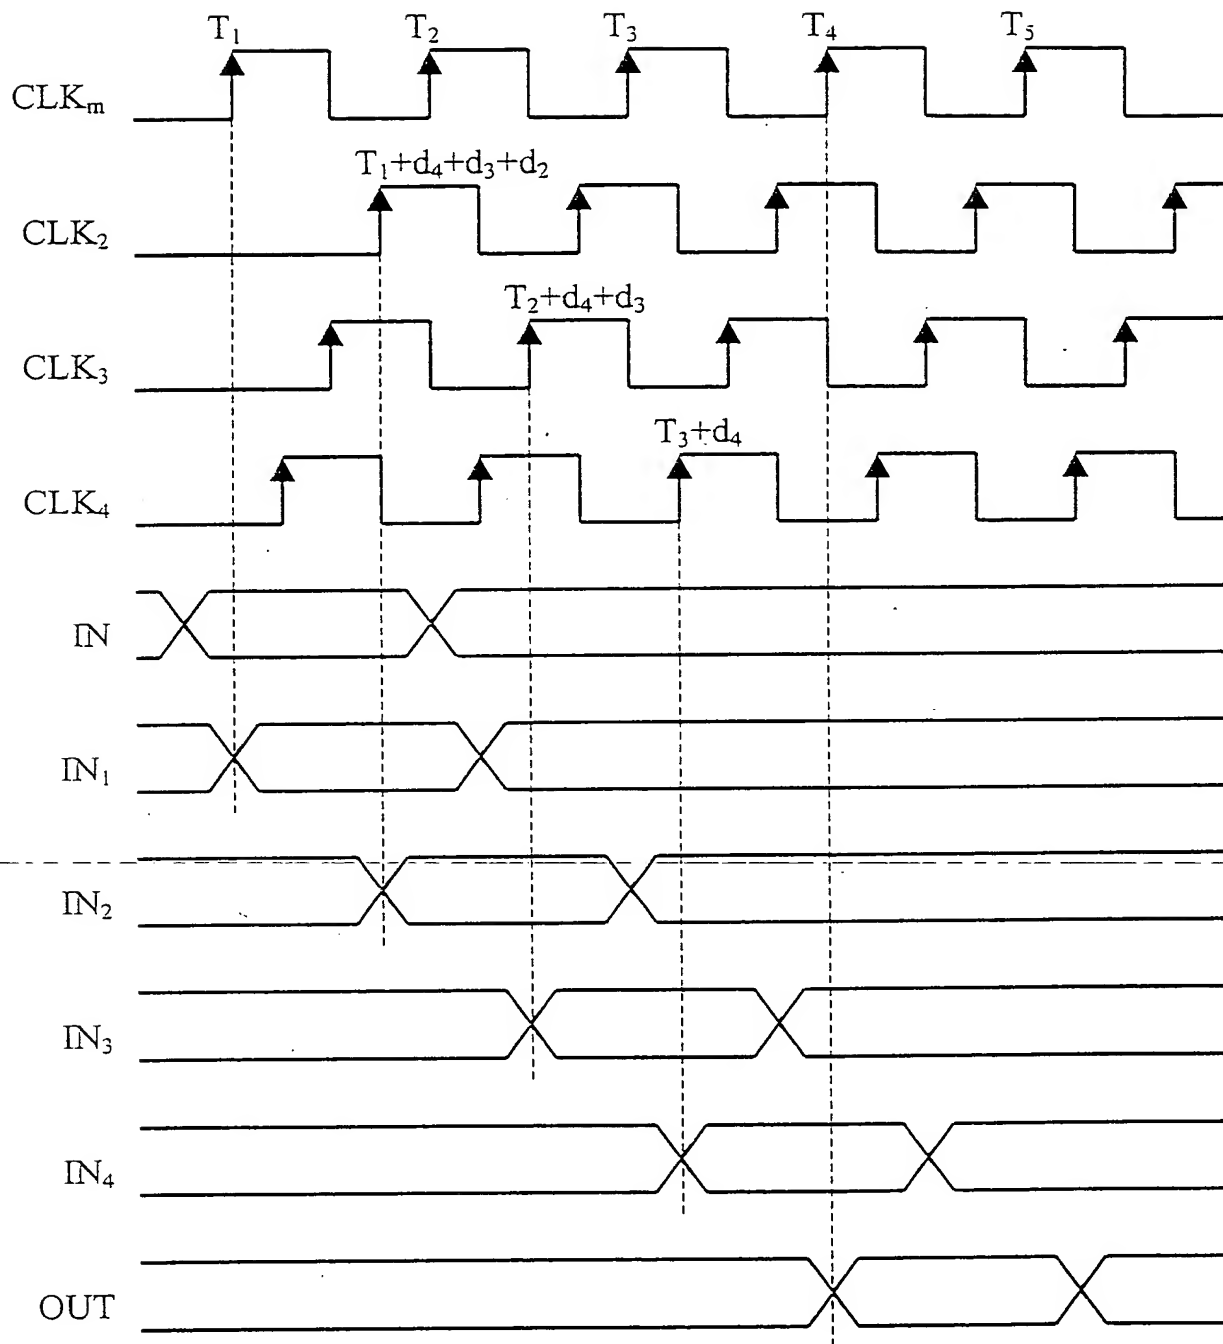 T₁ T₂ T₃ T₄ T₅
CLKₘ
T₁+d₄+d₃+d₂
CLK₂
T₂+d₄+d₃
CLK₃
T₃+d₄
CLK₄
IN
IN₁
IN₂
IN₃
IN₄
OUT